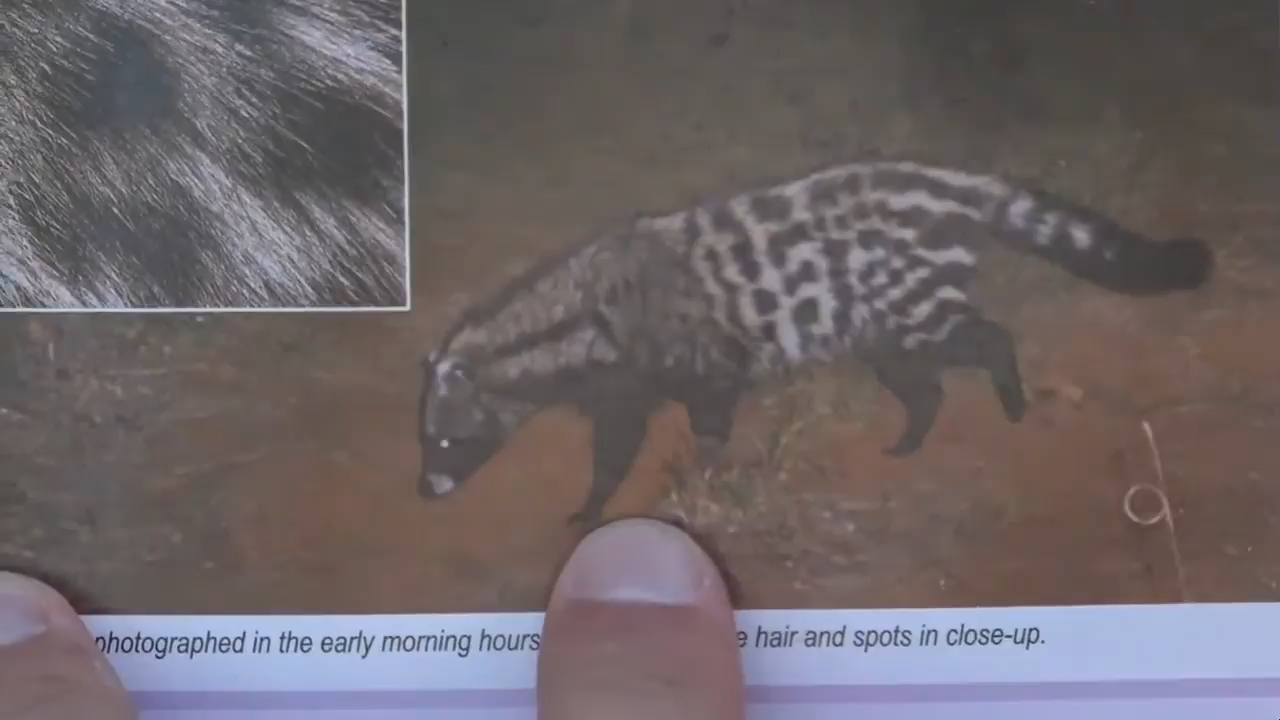 photographed in the early morning hours hair and spots in close-up.